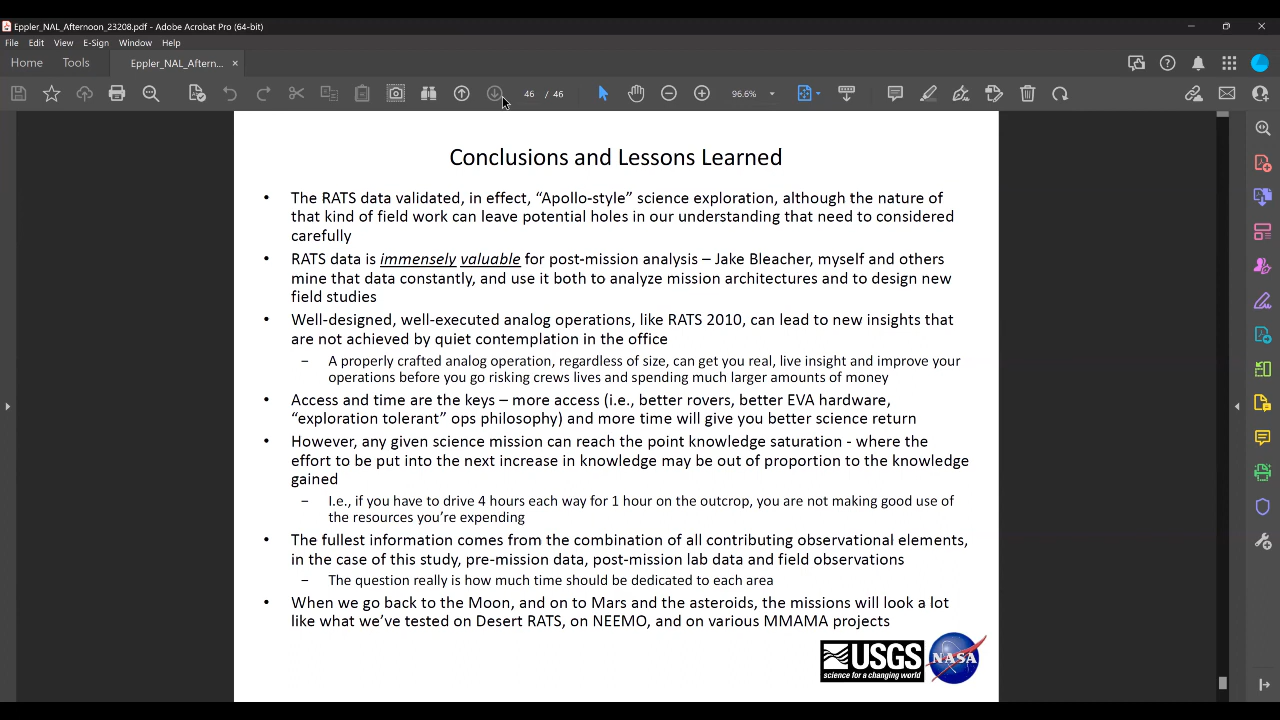 Eppler_NAL_Afternoon_23208.pdf - Adobe Acrobat Pro (64-bit)
File Edit View E-Sign Window Help
Home Tools Eppler_NAL_Aftern... ×
46 / 46 96.6%
Conclusions and Lessons Learned
• The RATS data validated, in effect, “Apollo-style” science exploration, although the nature of
that kind of field work can leave potential holes in our understanding that need to considered
carefully
• RATS data is immensely valuable for post-mission analysis – Jake Bleacher, myself and others
mine that data constantly, and use it both to analyze mission architectures and to design new
field studies
• Well-designed, well-executed analog operations, like RATS 2010, can lead to new insights that
are not achieved by quiet contemplation in the office
– A properly crafted analog operation, regardless of size, can get you real, live insight and improve your
operations before you go risking crews lives and spending much larger amounts of money
• Access and time are the keys – more access (i.e., better rovers, better EVA hardware,
“exploration tolerant” ops philosophy) and more time will give you better science return
• However, any given science mission can reach the point knowledge saturation - where the
effort to be put into the next increase in knowledge may be out of proportion to the knowledge
gained
– I.e., if you have to drive 4 hours each way for 1 hour on the outcrop, you are not making good use of
the resources you’re expending
• The fullest information comes from the combination of all contributing observational elements,
in the case of this study, pre-mission data, post-mission lab data and field observations
– The question really is how much time should be dedicated to each area
• When we go back to the Moon, and on to Mars and the asteroids, the missions will look a lot
like what we’ve tested on Desert RATS, on NEEMO, and on various MMAMA projects
USGS
science for a changing world
NASA